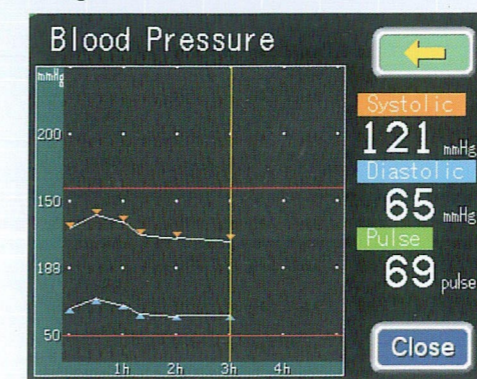 Blood Pressure
mmHg
Systolic
200
121 mmHg
Diastolic
150
65 mmHg
Pulse
100
69 pulse
50
Close
1h 2h 3h 4h